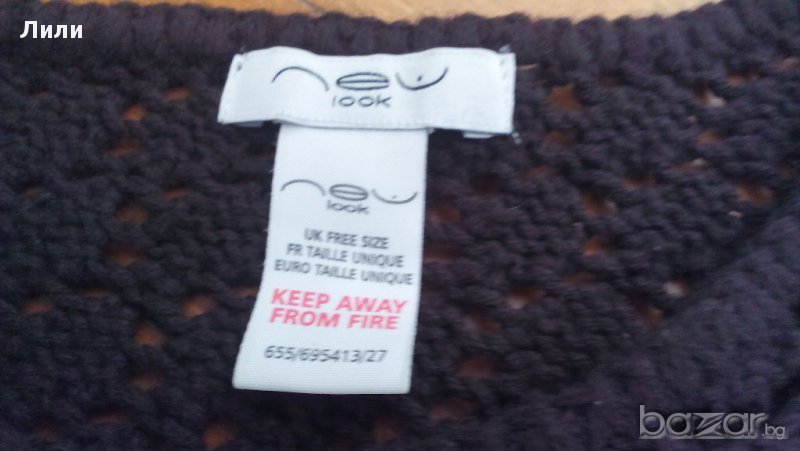 Лили
new
look
new
look
UK FREE SIZE
FR TAILLE UNIQUE
EURO TAILLE UNIQUE
KEEP AWAY
FROM FIRE
655/695413/27
bazar.bg